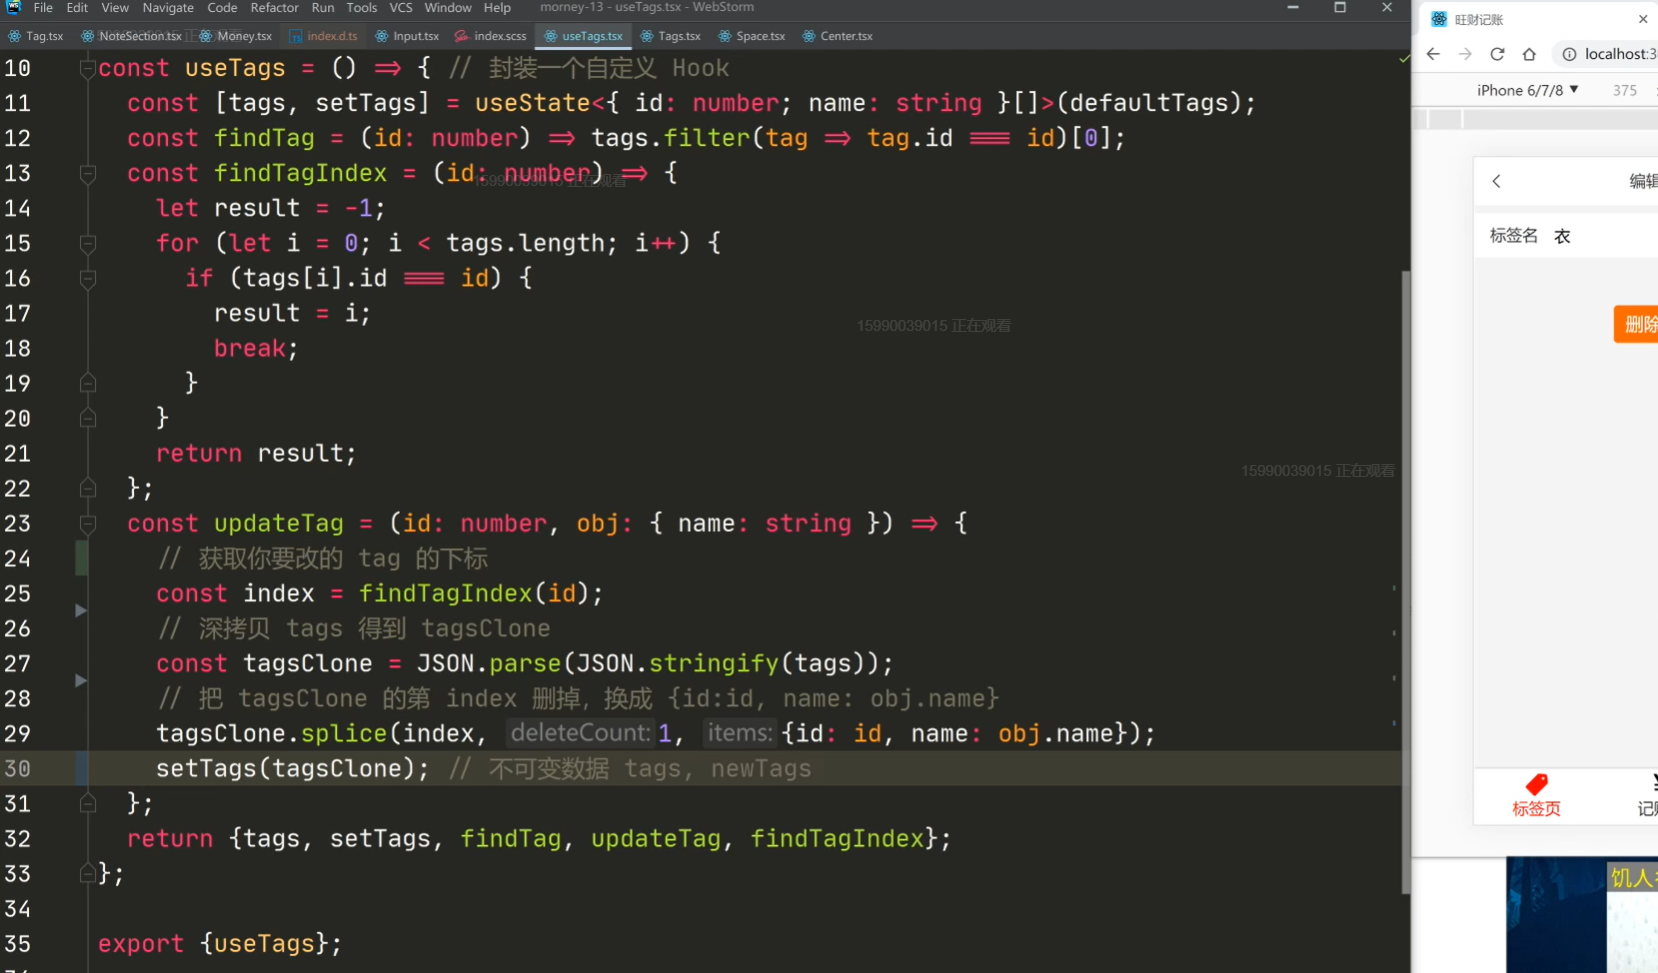 File Edit View Navigate Code Refactor Run Tools VCS Window Help morney-13 - useTags.tsx - WebStorm
Tag.tsx NoteSection.tsx Money.tsx index.d.ts Input.tsx index.scss useTags.tsx Tags.tsx Space.tsx Center.tsx
10 const useTags = () => { // 封装一个自定义 Hook
11 const [tags, setTags] = useState<{ id: number; name: string }[]>(defaultTags);
12 const findTag = (id: number) => tags.filter(tag => tag.id === id)[0];
13 const findTagIndex = (id: number) => {
15990039015 正在观看
14 let result = -1;
15 for (let i = 0; i < tags.length; i++) {
16 if (tags[i].id === id) {
17 result = i;
15990039015 正在观看
18 break;
19 }
20 }
21 return result;
15990039015 正在观看
22 };
23 const updateTag = (id: number, obj: { name: string }) => {
24 // 获取你要改的 tag 的下标
25 const index = findTagIndex(id);
26 // 深拷贝 tags 得到 tagsClone
27 const tagsClone = JSON.parse(JSON.stringify(tags));
28 // 把 tagsClone 的第 index 删掉，换成 {id:id, name: obj.name}
29 tagsClone.splice(index, deleteCount: 1, items: {id: id, name: obj.name});
30 setTags(tagsClone); // 不可变数据 tags, newTags
31 };
32 return {tags, setTags, findTag, updateTag, findTagIndex};
33 };
34
35 export {useTags};
旺财记账
localhost:3
iPhone 6/7/8 375
编辑
标签名 衣
删除
标签页 记账
饥人